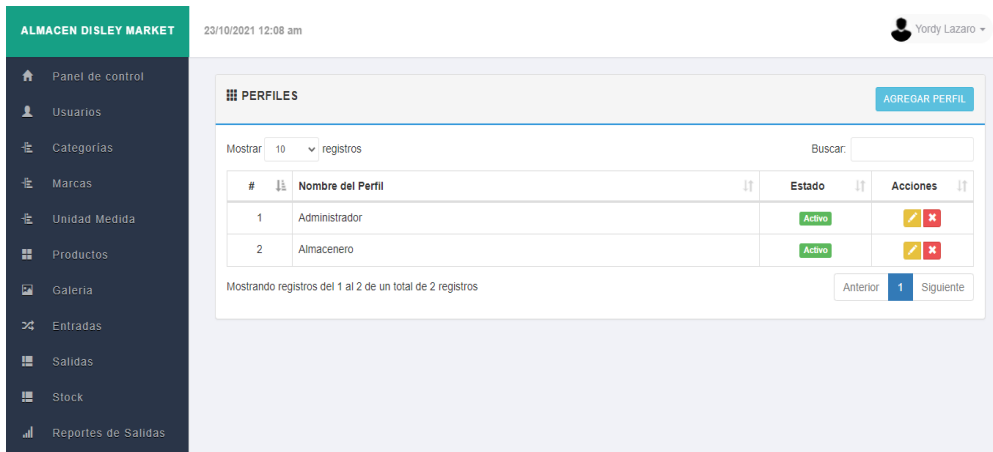 ALMACEN DISLEY MARKET
23/10/2021 12:08 am
Yordy Lazaro
Panel de control
Usuarios
Categorías
Marcas
Unidad Medida
Productos
Galeria
Entradas
Salidas
Stock
Reportes de Salidas
PERFILES
AGREGAR PERFIL
Mostrar 10 registros
Buscar:
# Nombre del Perfil Estado Acciones
1 Administrador Activo
2 Almacenero Activo
Mostrando registros del 1 al 2 de un total de 2 registros
Anterior 1 Siguiente